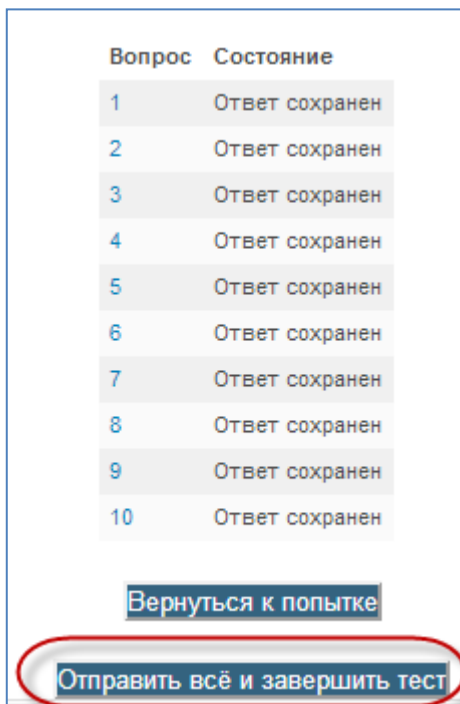 Вопрос Состояние
1 Ответ сохранен
2 Ответ сохранен
3 Ответ сохранен
4 Ответ сохранен
5 Ответ сохранен
6 Ответ сохранен
7 Ответ сохранен
8 Ответ сохранен
9 Ответ сохранен
10 Ответ сохранен
Вернуться к попытке
Отправить всё и завершить тест